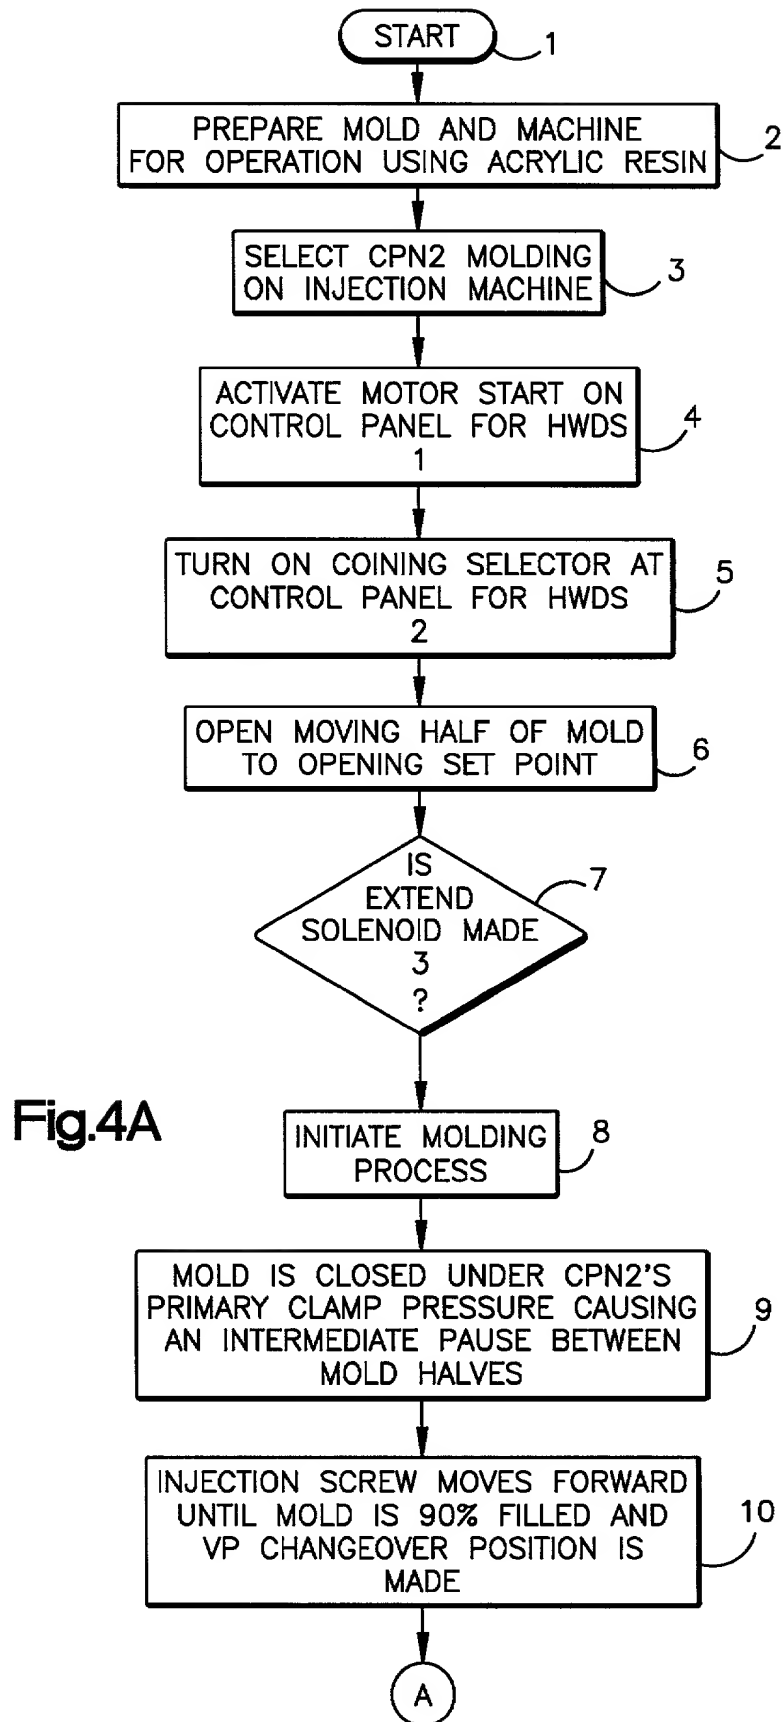 START
1
PREPARE MOLD AND MACHINE
FOR OPERATION USING ACRYLIC RESIN
2
SELECT CPN2 MOLDING
ON INJECTION MACHINE
3
ACTIVATE MOTOR START ON
CONTROL PANEL FOR HWDS
1
4
TURN ON COINING SELECTOR AT
CONTROL PANEL FOR HWDS
2
5
OPEN MOVING HALF OF MOLD
TO OPENING SET POINT
6
IS
EXTEND
SOLENOID MADE
3
?
7
Fig.4A
INITIATE MOLDING
PROCESS
8
MOLD IS CLOSED UNDER CPN2'S
PRIMARY CLAMP PRESSURE CAUSING
AN INTERMEDIATE PAUSE BETWEEN
MOLD HALVES
9
INJECTION SCREW MOVES FORWARD
UNTIL MOLD IS 90% FILLED AND
VP CHANGEOVER POSITION IS
MADE
10
A